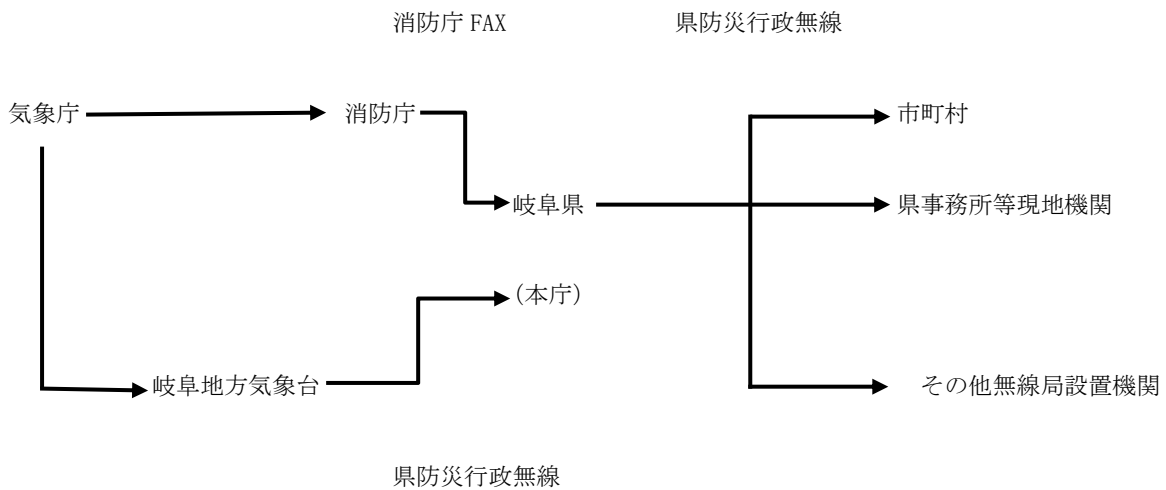 消防庁 FAX
県防災行政無線
気象庁
消防庁
市町村
岐阜県
県事務所等現地機関
(本庁)
岐阜地方気象台
その他無線局設置機関
県防災行政無線